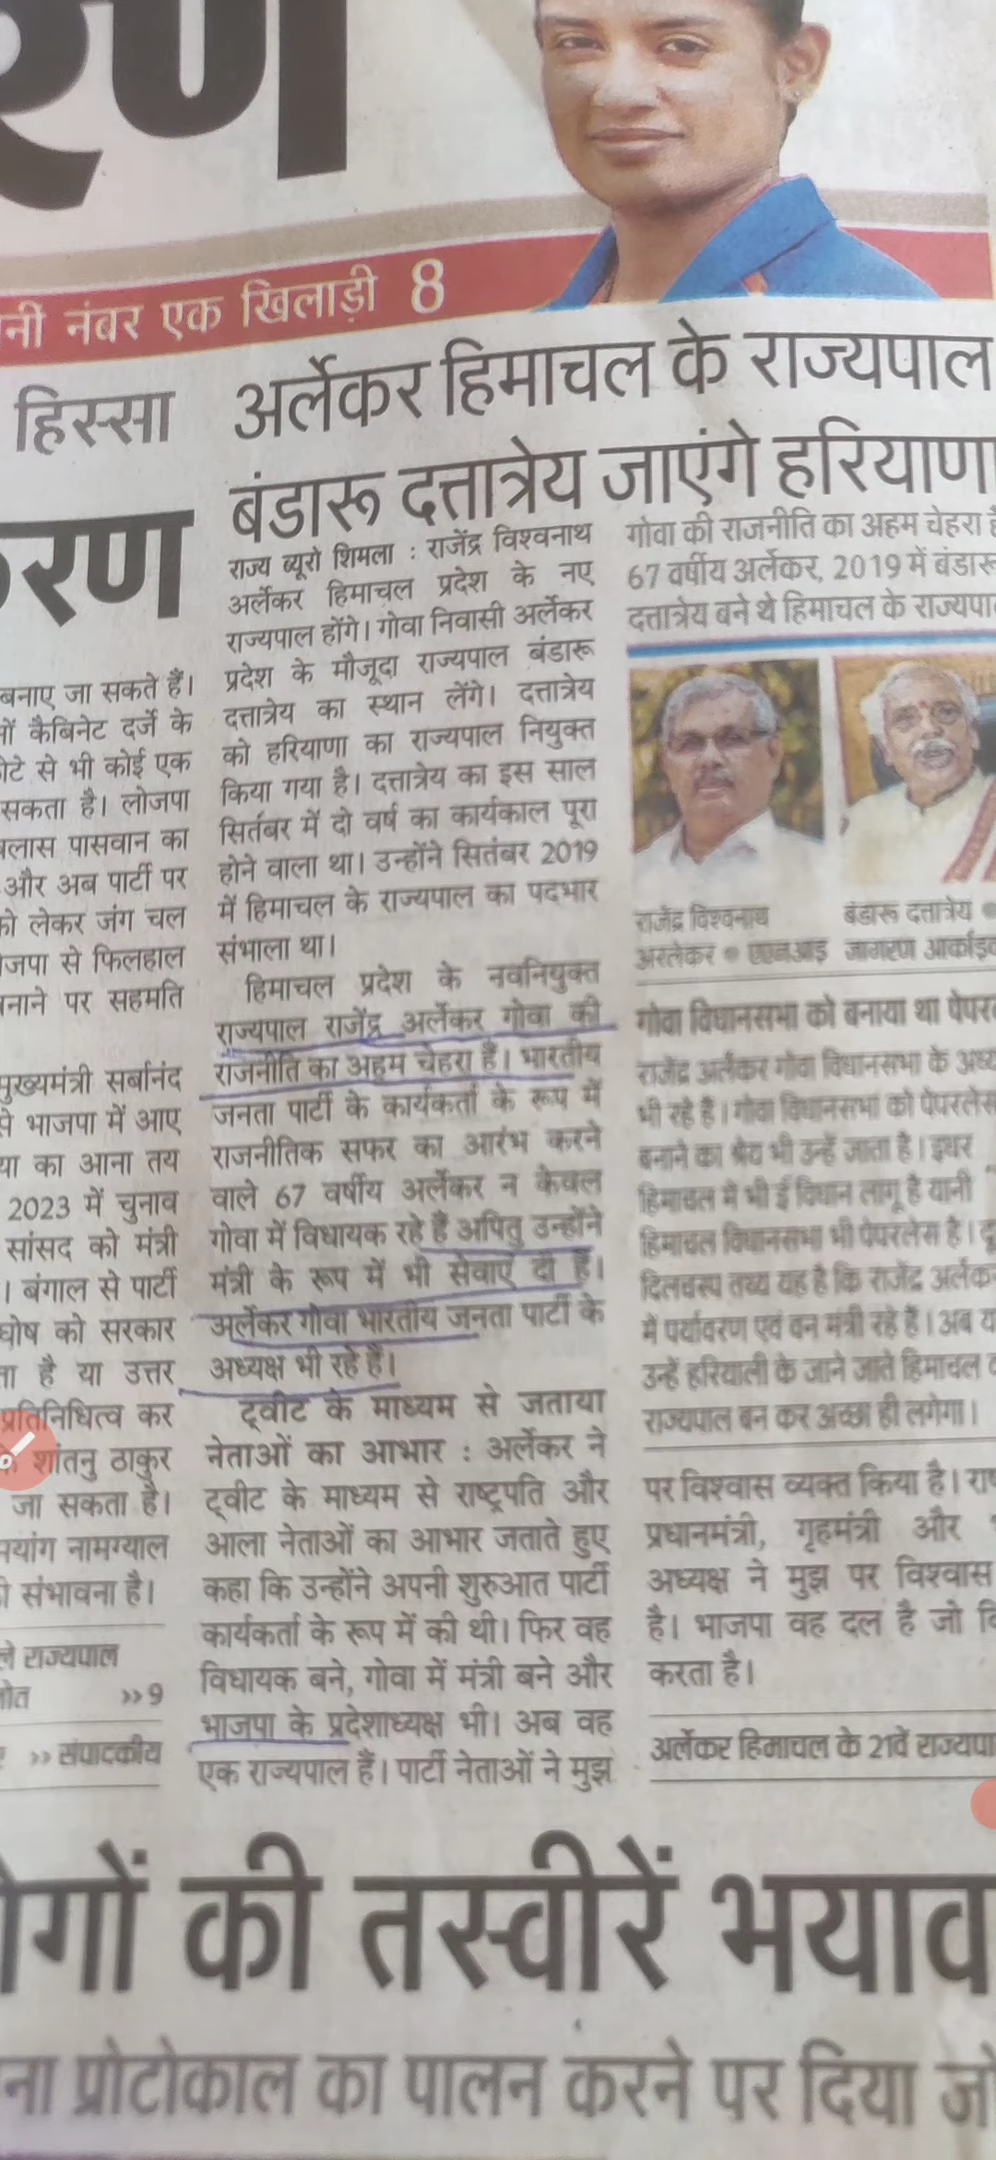 रण
नी नंबर एक खिलाड़ी 8
हिस्सा
रण
बनाए जा सकते हैं।
कैबिनेट दर्जे के
से भी कोई एक
सकता है। लोजपा
पासवान का
और अब पार्टी पर
लेकर जंग चल
से फिलहाल
पर सहमति
मुख्यमंत्री सर्बानंद
से भाजपा में आए
या का आना तय
2023 में चुनाव
सांसद को मंत्री
। बंगाल से पार्टी
घोष को सरकार
है या उत्तर
प्रतिनिधित्व कर
शांतनु ठाकुर
जा सकता है।
नामग्याल
संभावना है।
राज्यपाल
»9
»संपादकीय
अर्लेकर हिमाचल के राज्यपाल
बंडारू दत्तात्रेय जाएंगे हरियाणा
राज्य ब्यूरो शिमला : राजेंद्र विश्वनाथ
अर्लेकर हिमाचल प्रदेश के नए
राज्यपाल होंगे। गोवा निवासी अर्लेकर
प्रदेश के मौजूदा राज्यपाल बंडारू
दत्तात्रेय का स्थान लेंगे। दत्तात्रेय
को हरियाणा का राज्यपाल नियुक्त
किया गया है। दत्तात्रेय का इस साल
सितंबर में दो वर्ष का कार्यकाल पूरा
होने वाला था। उन्होंने सितंबर 2019
में हिमाचल के राज्यपाल का पदभार
संभाला था।
हिमाचल प्रदेश के नवनियुक्त
राज्यपाल राजेंद्र अर्लेकर गोवा की
राजनीति का अहम चेहरा हैं। भारतीय
जनता पार्टी के कार्यकर्ता के रूप में
राजनीतिक सफर का आरंभ करने
वाले 67 वर्षीय अर्लेकर न केवल
गोवा में विधायक रहे हैं अपितु उन्होंने
मंत्री के रूप में भी सेवाएं दी हैं।
अर्लेकर गोवा भारतीय जनता पार्टी के
अध्यक्ष भी रहे हैं।
ट्वीट के माध्यम से जताया
नेताओं का आभार : अर्लेकर ने
ट्वीट के माध्यम से राष्ट्रपति और
आला नेताओं का आभार जताते हुए
कहा कि उन्होंने अपनी शुरुआत पार्टी
कार्यकर्ता के रूप में की थी। फिर वह
विधायक बने, गोवा में मंत्री बने और
भाजपा के प्रदेशाध्यक्ष भी। अब वह
एक राज्यपाल हैं। पार्टी नेताओं ने मुझ
गोवा की राजनीति का अहम चेहरा
67 वर्षीय अर्लेकर, 2019 में बंडारू
दत्तात्रेय बने थे हिमाचल के राज्यपा
राजेंद्र विश्वनाथ
अरलेकर ● एएनआइ
बंडारू दत्तात्रेय ●
जागरण आर्काइव
गोवा विधानसभा को बनाया था पेपर
राजेंद्र अर्लेकर गोवा विधानसभा के अध्य
भी रहे हैं। गोवा विधानसभा को पेपरलेस
बनाने का श्रेय भी उन्हें जाता है। इधर
हिमाचल में भी ई विधान लागू है यानी
हिमाचल विधानसभा भी पेपरलेस है। दू
दिलचस्प तथ्य यह है कि राजेंद्र अर्लेक
में पर्यावरण एवं वन मंत्री रहे हैं। अब य
उन्हें हरियाली के जाने जाते हिमाचल
राज्यपाल बन कर अच्छा ही लगेगा।
पर विश्वास व्यक्त किया है। रा
प्रधानमंत्री, गृहमंत्री और
अध्यक्ष ने मुझ पर विश्वास
है। भाजपा वह दल है जो
करता है।
अर्लेकर हिमाचल के 21वें राज्यपा
गों की तस्वीरें भयाव
ना प्रोटोकाल का पालन करने पर दिया जो